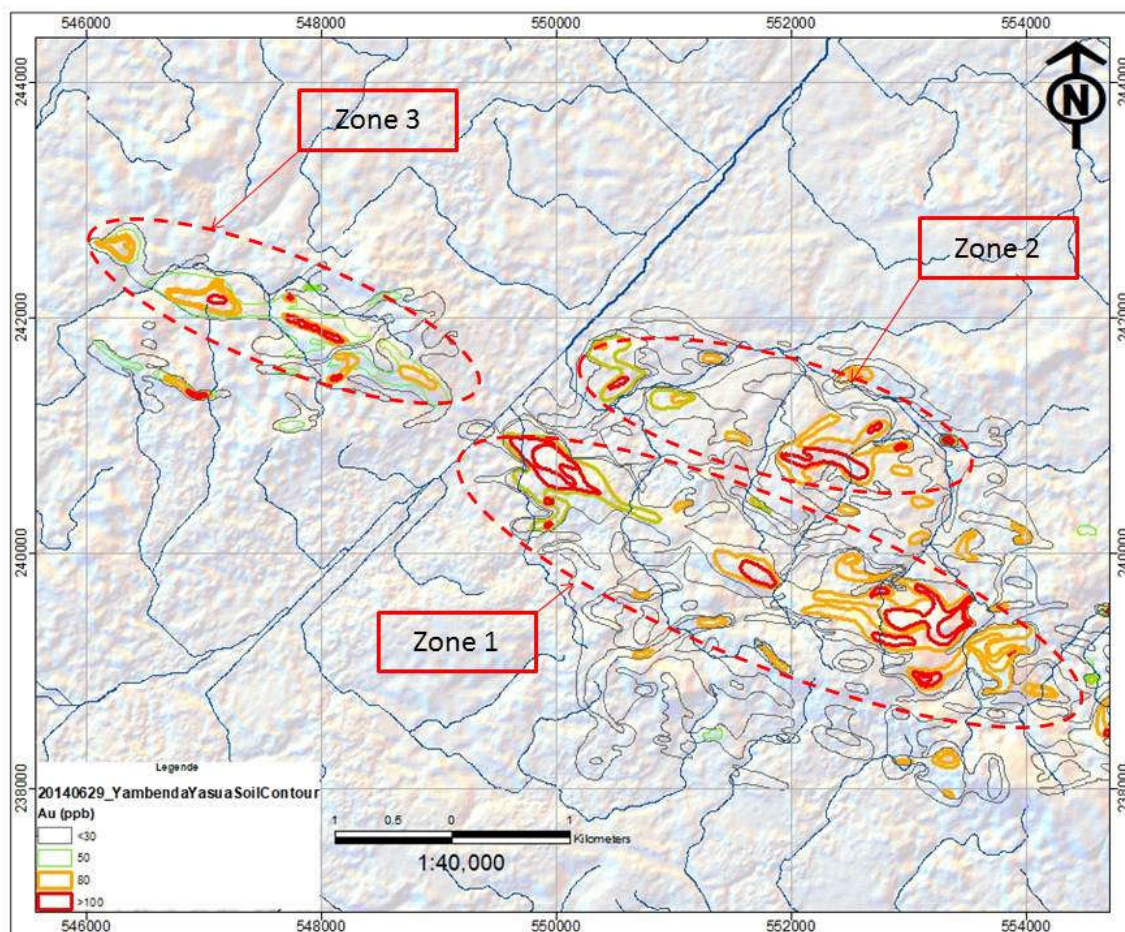 546000 548000 550000 552000 554000
244000 244000
N
Zone 3
Zone 2
242000 242000
240000 240000
Zone 1
238000 238000
Legende
20140629_YambendaYasuaSoilContour
Au (ppb)
<30
50
80
>100
1 0.5 0 1
Kilometers
1:40,000
546000 548000 550000 552000 554000